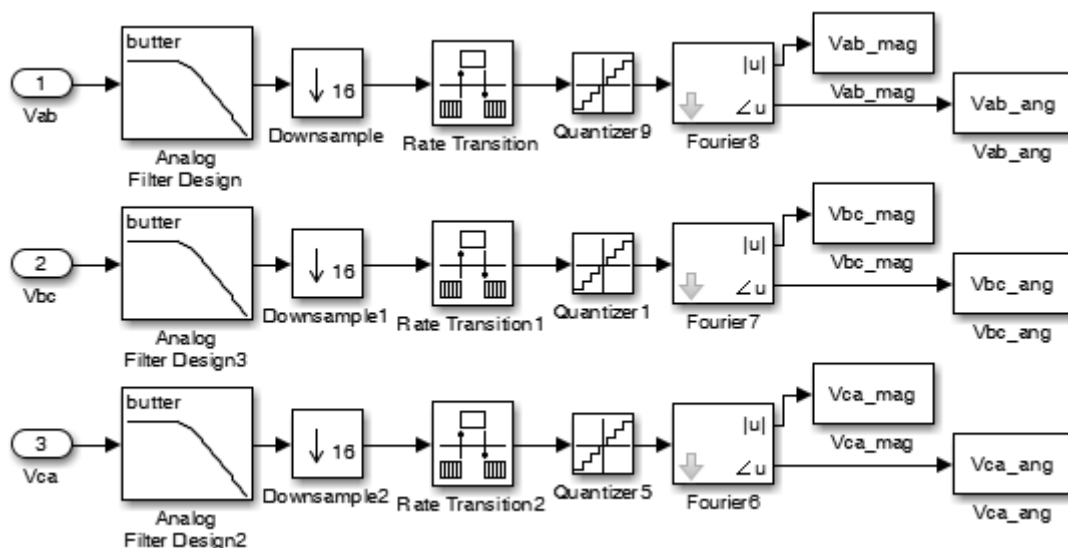 butter
1
Vab
Analog
Filter Design
16
Downsample
Rate Transition
Quantizer9
|u|
∠u
Fourier8
Vab_mag
Vab_mag
Vab_ang
Vab_ang
butter
2
Vbc
Analog
Filter Design3
16
Downsample1
Rate Transition1
Quantizer1
|u|
∠u
Fourier7
Vbc_mag
Vbc_mag
Vbc_ang
Vbc_ang
butter
3
Vca
Analog
Filter Design2
16
Downsample2
Rate Transition2
Quantizer5
|u|
∠u
Fourier6
Vca_mag
Vca_mag
Vca_ang
Vca_ang